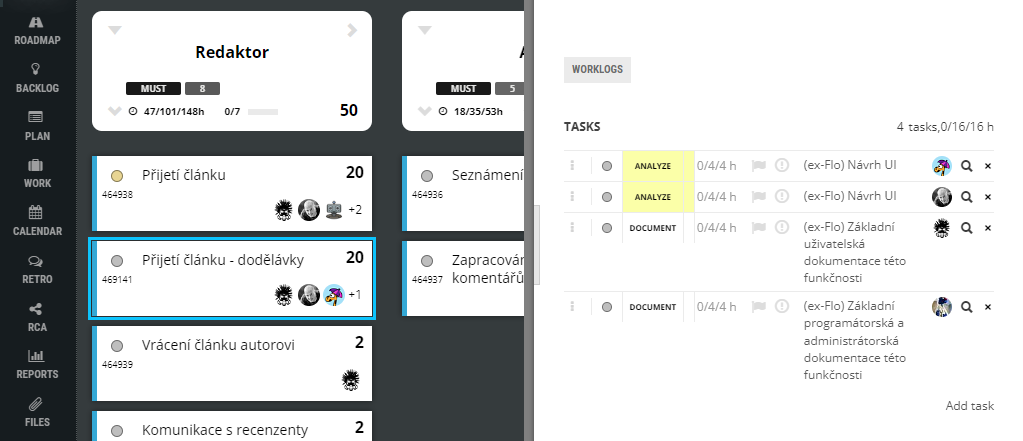 ROADMAP
BACKLOG
PLAN
WORK
CALENDAR
RETRO
RCA
REPORTS
FILES
Redaktor
MUST 8
47/101/148h 0/7 50
Přijetí článku 20
464938
+2
Přijetí článku - dodělávky 20
469141
+1
Vrácení článku autorovi 2
464939
Komunikace s recenzenty 2
MUST 5
18/35/53h
Seznámení
464936
Zapracován
464937
komentářů
WORKLOGS
TASKS 4 tasks,0/16/16 h
ANALYZE 0/4/4 h (ex-Flo) Návrh UI
ANALYZE 0/4/4 h (ex-Flo) Návrh UI
DOCUMENT 0/4/4 h (ex-Flo) Základní
uživatelská
dokumentace této
funkčnosti
DOCUMENT 0/4/4 h (ex-Flo) Základní
programátorská a
administrátorská
dokumentace této
funkčnosti
Add task